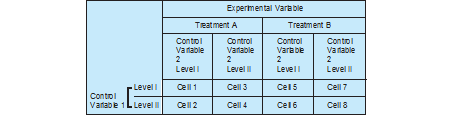 Experimental Variable
Treatment A Treatment B
Control Control Control Control
Variable Variable Variable Variable
2 2 2 2
Level I Level II Level I Level II
Level I Cell 1 Cell 3 Cell 5 Cell 7
Control
Variable 1
Level II Cell 2 Cell 4 Cell 6 Cell 8